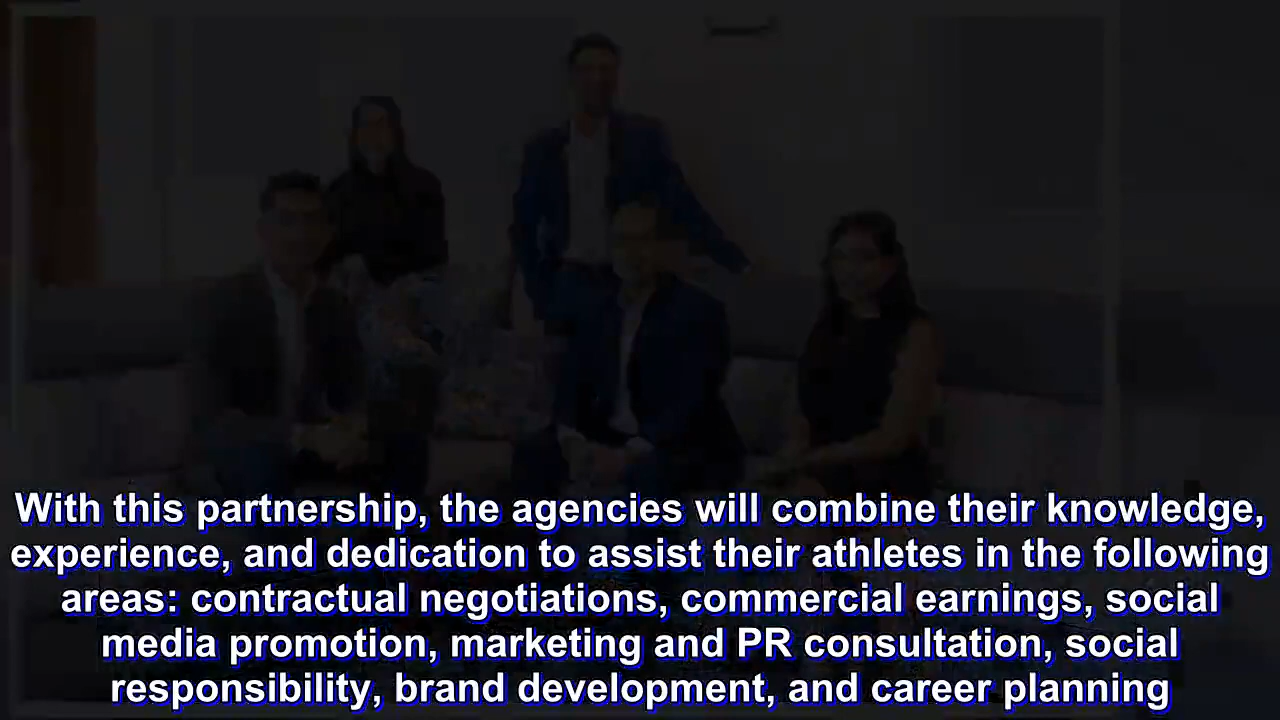 With this partnership, the agencies will combine their knowledge,
experience, and dedication to assist their athletes in the following
areas: contractual negotiations, commercial earnings, social
media promotion, marketing and PR consultation, social
responsibility, brand development, and career planning